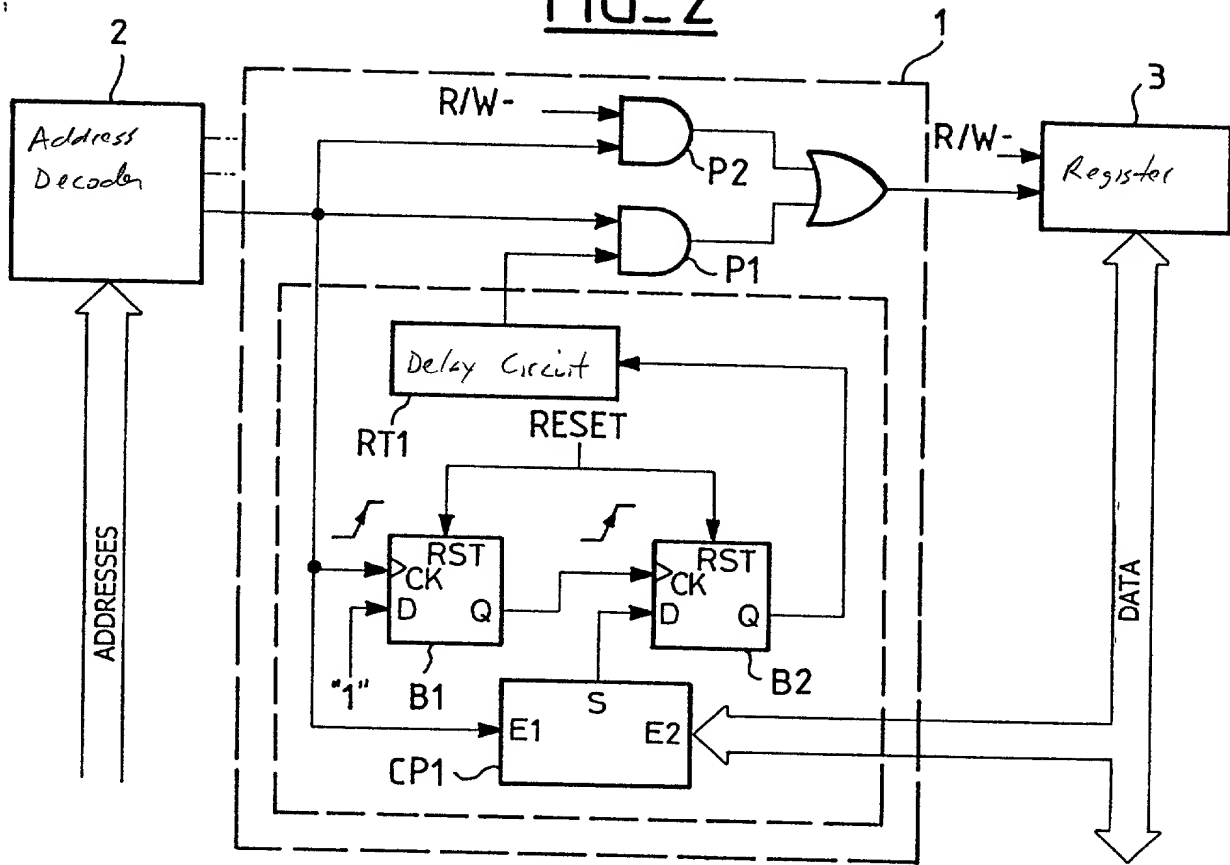 FIG_2
2
1
R/W-
3
Address
Decoder
P2
R/W-
Register
P1
Delay Circuit
RT1
RESET
ADDRESSES
RST
CK
D
Q
RST
CK
D
Q
DATA
"1"
B1
B2
S
E1
E2
CP1